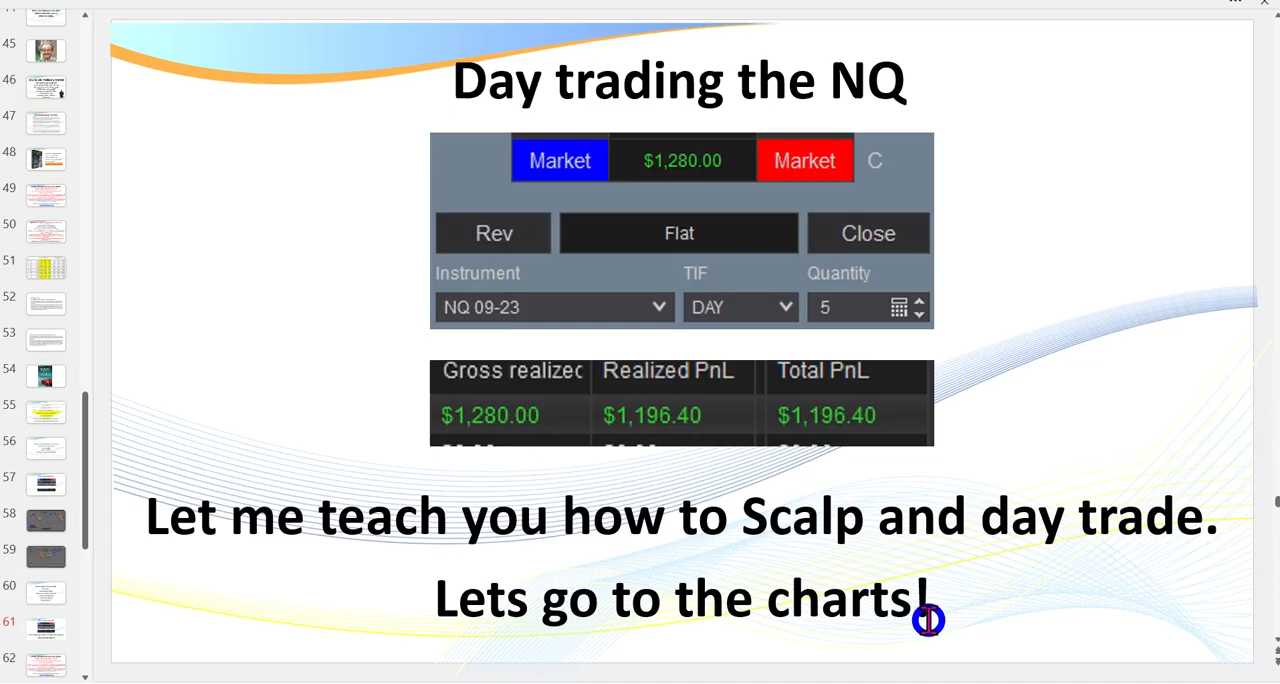 45
46
47
48
49
50
51
52
53
54
55
56
57
58
59
60
61
62
Day trading the NQ
Market $1,280.00 Market C
Rev Flat Close
Instrument TIF Quantity
NQ 09-23 DAY 5
Gross realized Realized PnL Total PnL
$1,280.00 $1,196.40 $1,196.40
Let me teach you how to Scalp and day trade.
Lets go to the charts!